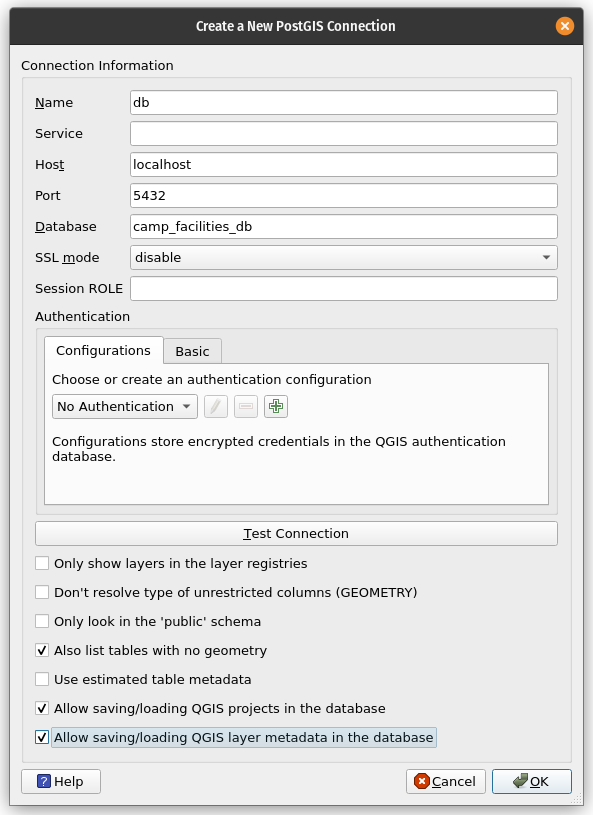 Create a New PostGIS Connection
Connection Information
Name db
Service
Host localhost
Port 5432
Database camp_facilities_db
SSL mode disable
Session ROLE
Authentication
Configurations Basic
Choose or create an authentication configuration
No Authentication
Configurations store encrypted credentials in the QGIS authentication
database.
Test Connection
Only show layers in the layer registries
Don't resolve type of unrestricted columns (GEOMETRY)
Only look in the 'public' schema
Also list tables with no geometry
Use estimated table metadata
Allow saving/loading QGIS projects in the database
Allow saving/loading QGIS layer metadata in the database
Help Cancel OK